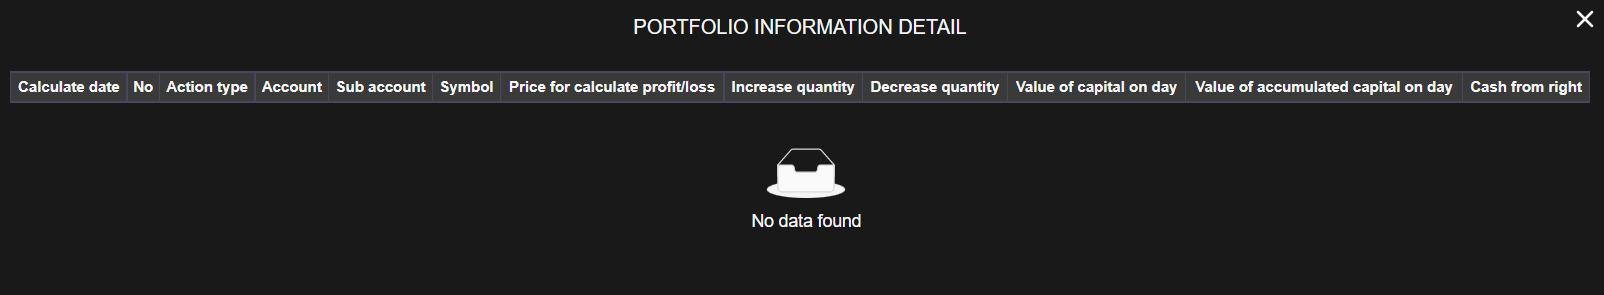 PORTFOLIO INFORMATION DETAIL
Calculate date No Action type Account Sub account Symbol Price for calculate profit/loss Increase quantity Decrease quantity Value of capital on day Value of accumulated capital on day Cash from right
No data found